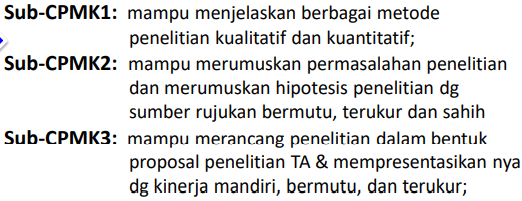 Sub-CPMK1: mampu menjelaskan berbagai metode
penelitian kualitatif dan kuantitatif;
Sub-CPMK2: mampu merumuskan permasalahan penelitian
dan merumuskan hipotesis penelitian dg
sumber rujukan bermutu, terukur dan sahih
Sub-CPMK3: mampu merancang penelitian dalam bentuk
proposal penelitian TA & mempresentasikan nya
dg kinerja mandiri, bermutu, dan terukur;